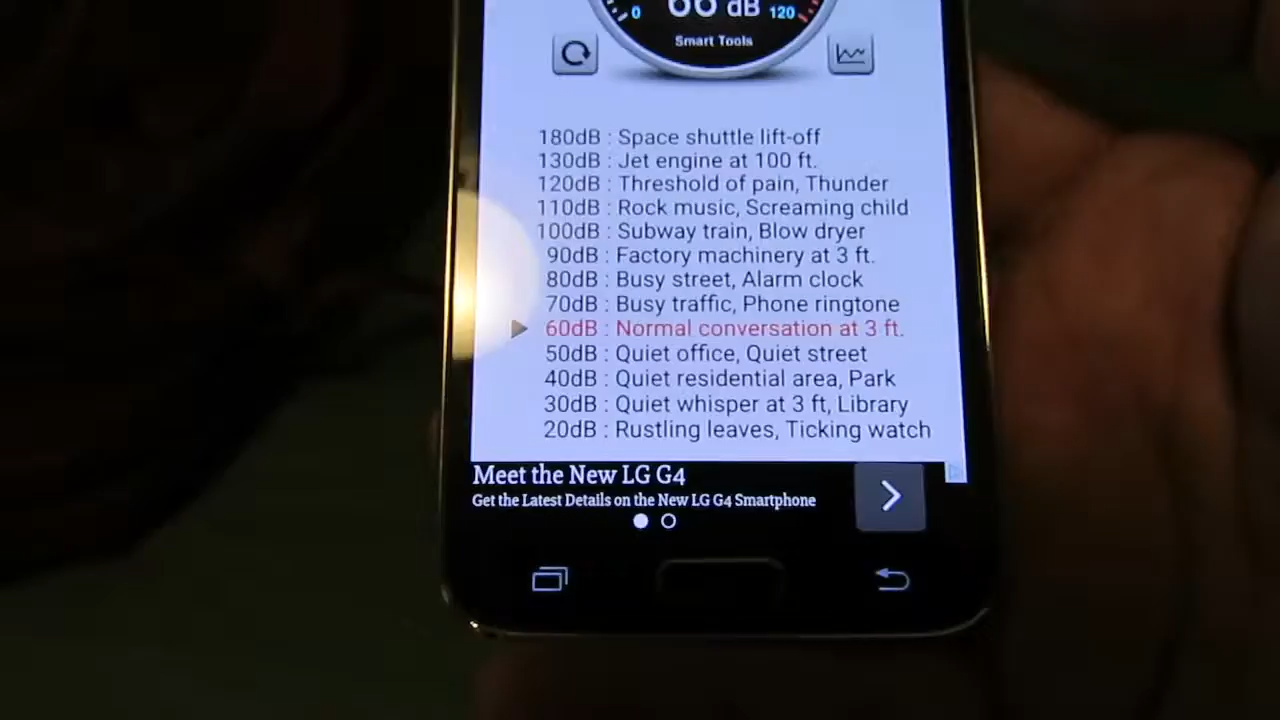 0 dB 120
Smart Tools
180dB : Space shuttle lift-off
130dB : Jet engine at 100 ft.
120dB : Threshold of pain, Thunder
110dB : Rock music, Screaming child
100dB : Subway train, Blow dryer
90dB : Factory machinery at 3 ft.
80dB : Busy street, Alarm clock
70dB : Busy traffic, Phone ringtone
60dB : Normal conversation at 3 ft.
50dB : Quiet office, Quiet street
40dB : Quiet residential area, Park
30dB : Quiet whisper at 3 ft, Library
20dB : Rustling leaves, Ticking watch
Meet the New LG G4
Get the Latest Details on the New LG G4 Smartphone